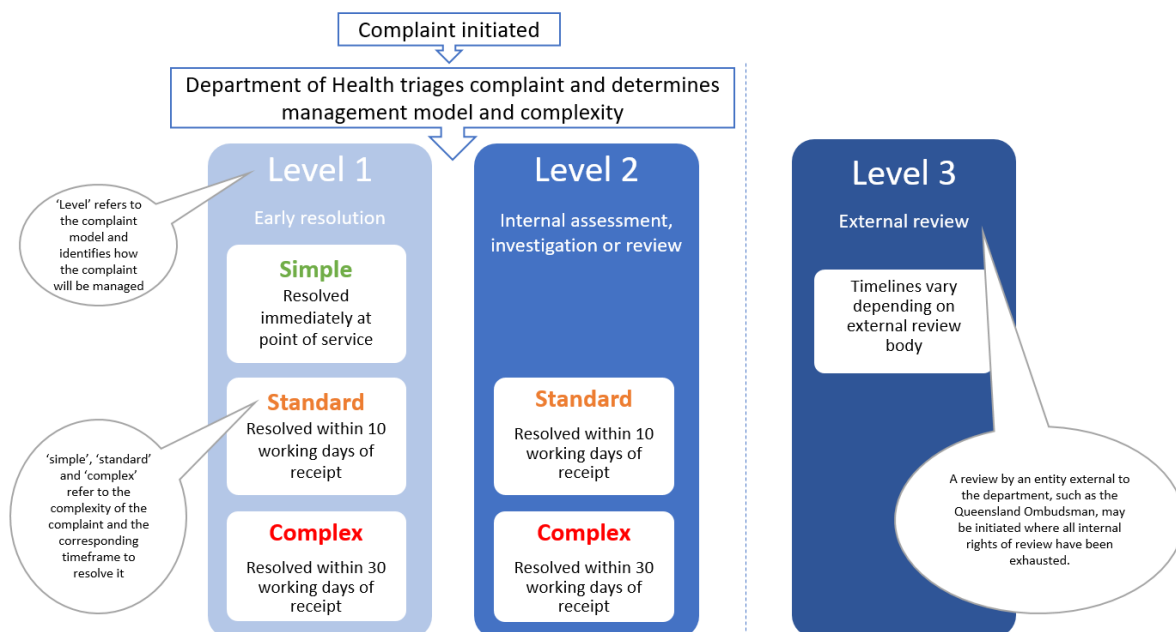 Complaint initiated
Department of Health triages complaint and determines
management model and complexity
Level 1
Early resolution
Simple
Resolved
immediately at
point of service
Standard
Resolved within 10
working days of
receipt
Complex
Resolved within 30
working days of
receipt
'Level' refers to
the complaint
model and
identifies how
the complaint
will be managed
'simple', 'standard'
and 'complex'
refer to the
complexity of the
complaint and the
corresponding
timeframe to
resolve it
Level 2
Internal assessment,
investigation or review
Standard
Resolved within 10
working days of
receipt
Complex
Resolved within 30
working days of
receipt
Level 3
External review
Timelines vary
depending on
external review
body
A review by an entity external to
the department, such as the
Queensland Ombudsman, may
be initiated where all internal
rights of review have been
exhausted.